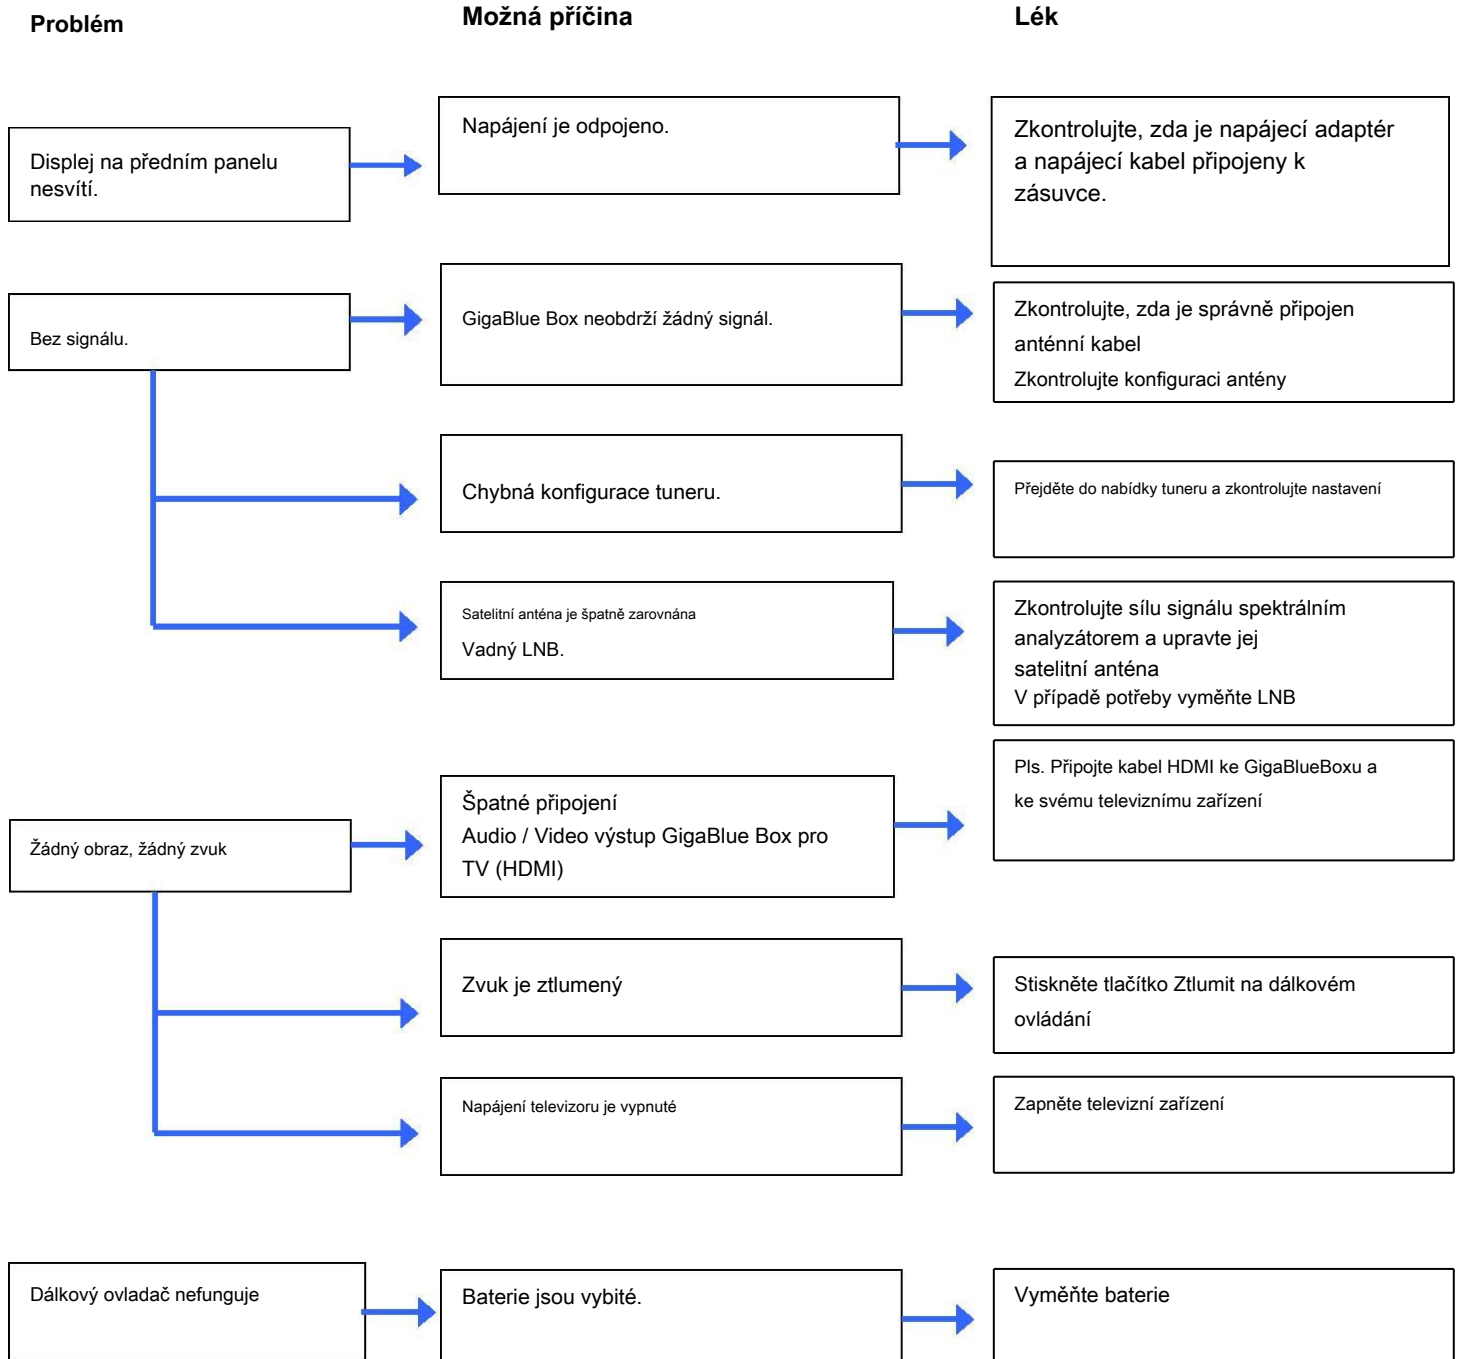 Problém
Možná příčina
Lék
Displej na předním panelu
nesvítí.
Napájení je odpojeno.
Zkontrolujte, zda je napájecí adaptér
a napájecí kabel připojeny k
zásuvce.
Bez signálu.
GigaBlue Box neobdrží žádný signál.
Zkontrolujte, zda je správně připojen
anténní kabel
Zkontrolujte konfiguraci antény
Chybná konfigurace tuneru.
Přejděte do nabídky tuneru a zkontrolujte nastavení
Satelitní anténa je špatně zarovnána
Vadný LNB.
Zkontrolujte sílu signálu spektrálním
analyzátorem a upravte jej
satelitní anténa
V případě potřeby vyměňte LNB
Žádný obraz, žádný zvuk
Špatné připojení
Audio / Video výstup GigaBlue Box pro
TV (HDMI)
Pls. Připojte kabel HDMI ke GigaBlueBoxu a
ke svému televiznímu zařízení
Zvuk je ztlumený
Stiskněte tlačítko Ztlumit na dálkovém
ovládání
Napájení televizoru je vypnuté
Zapněte televizní zařízení
Dálkový ovladač nefunguje
Baterie jsou vybité.
Vyměňte baterie